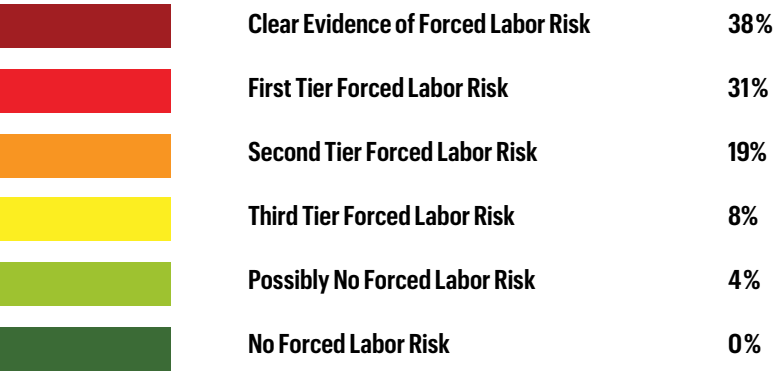 Clear Evidence of Forced Labor Risk 38%
First Tier Forced Labor Risk 31%
Second Tier Forced Labor Risk 19%
Third Tier Forced Labor Risk 8%
Possibly No Forced Labor Risk 4%
No Forced Labor Risk 0%